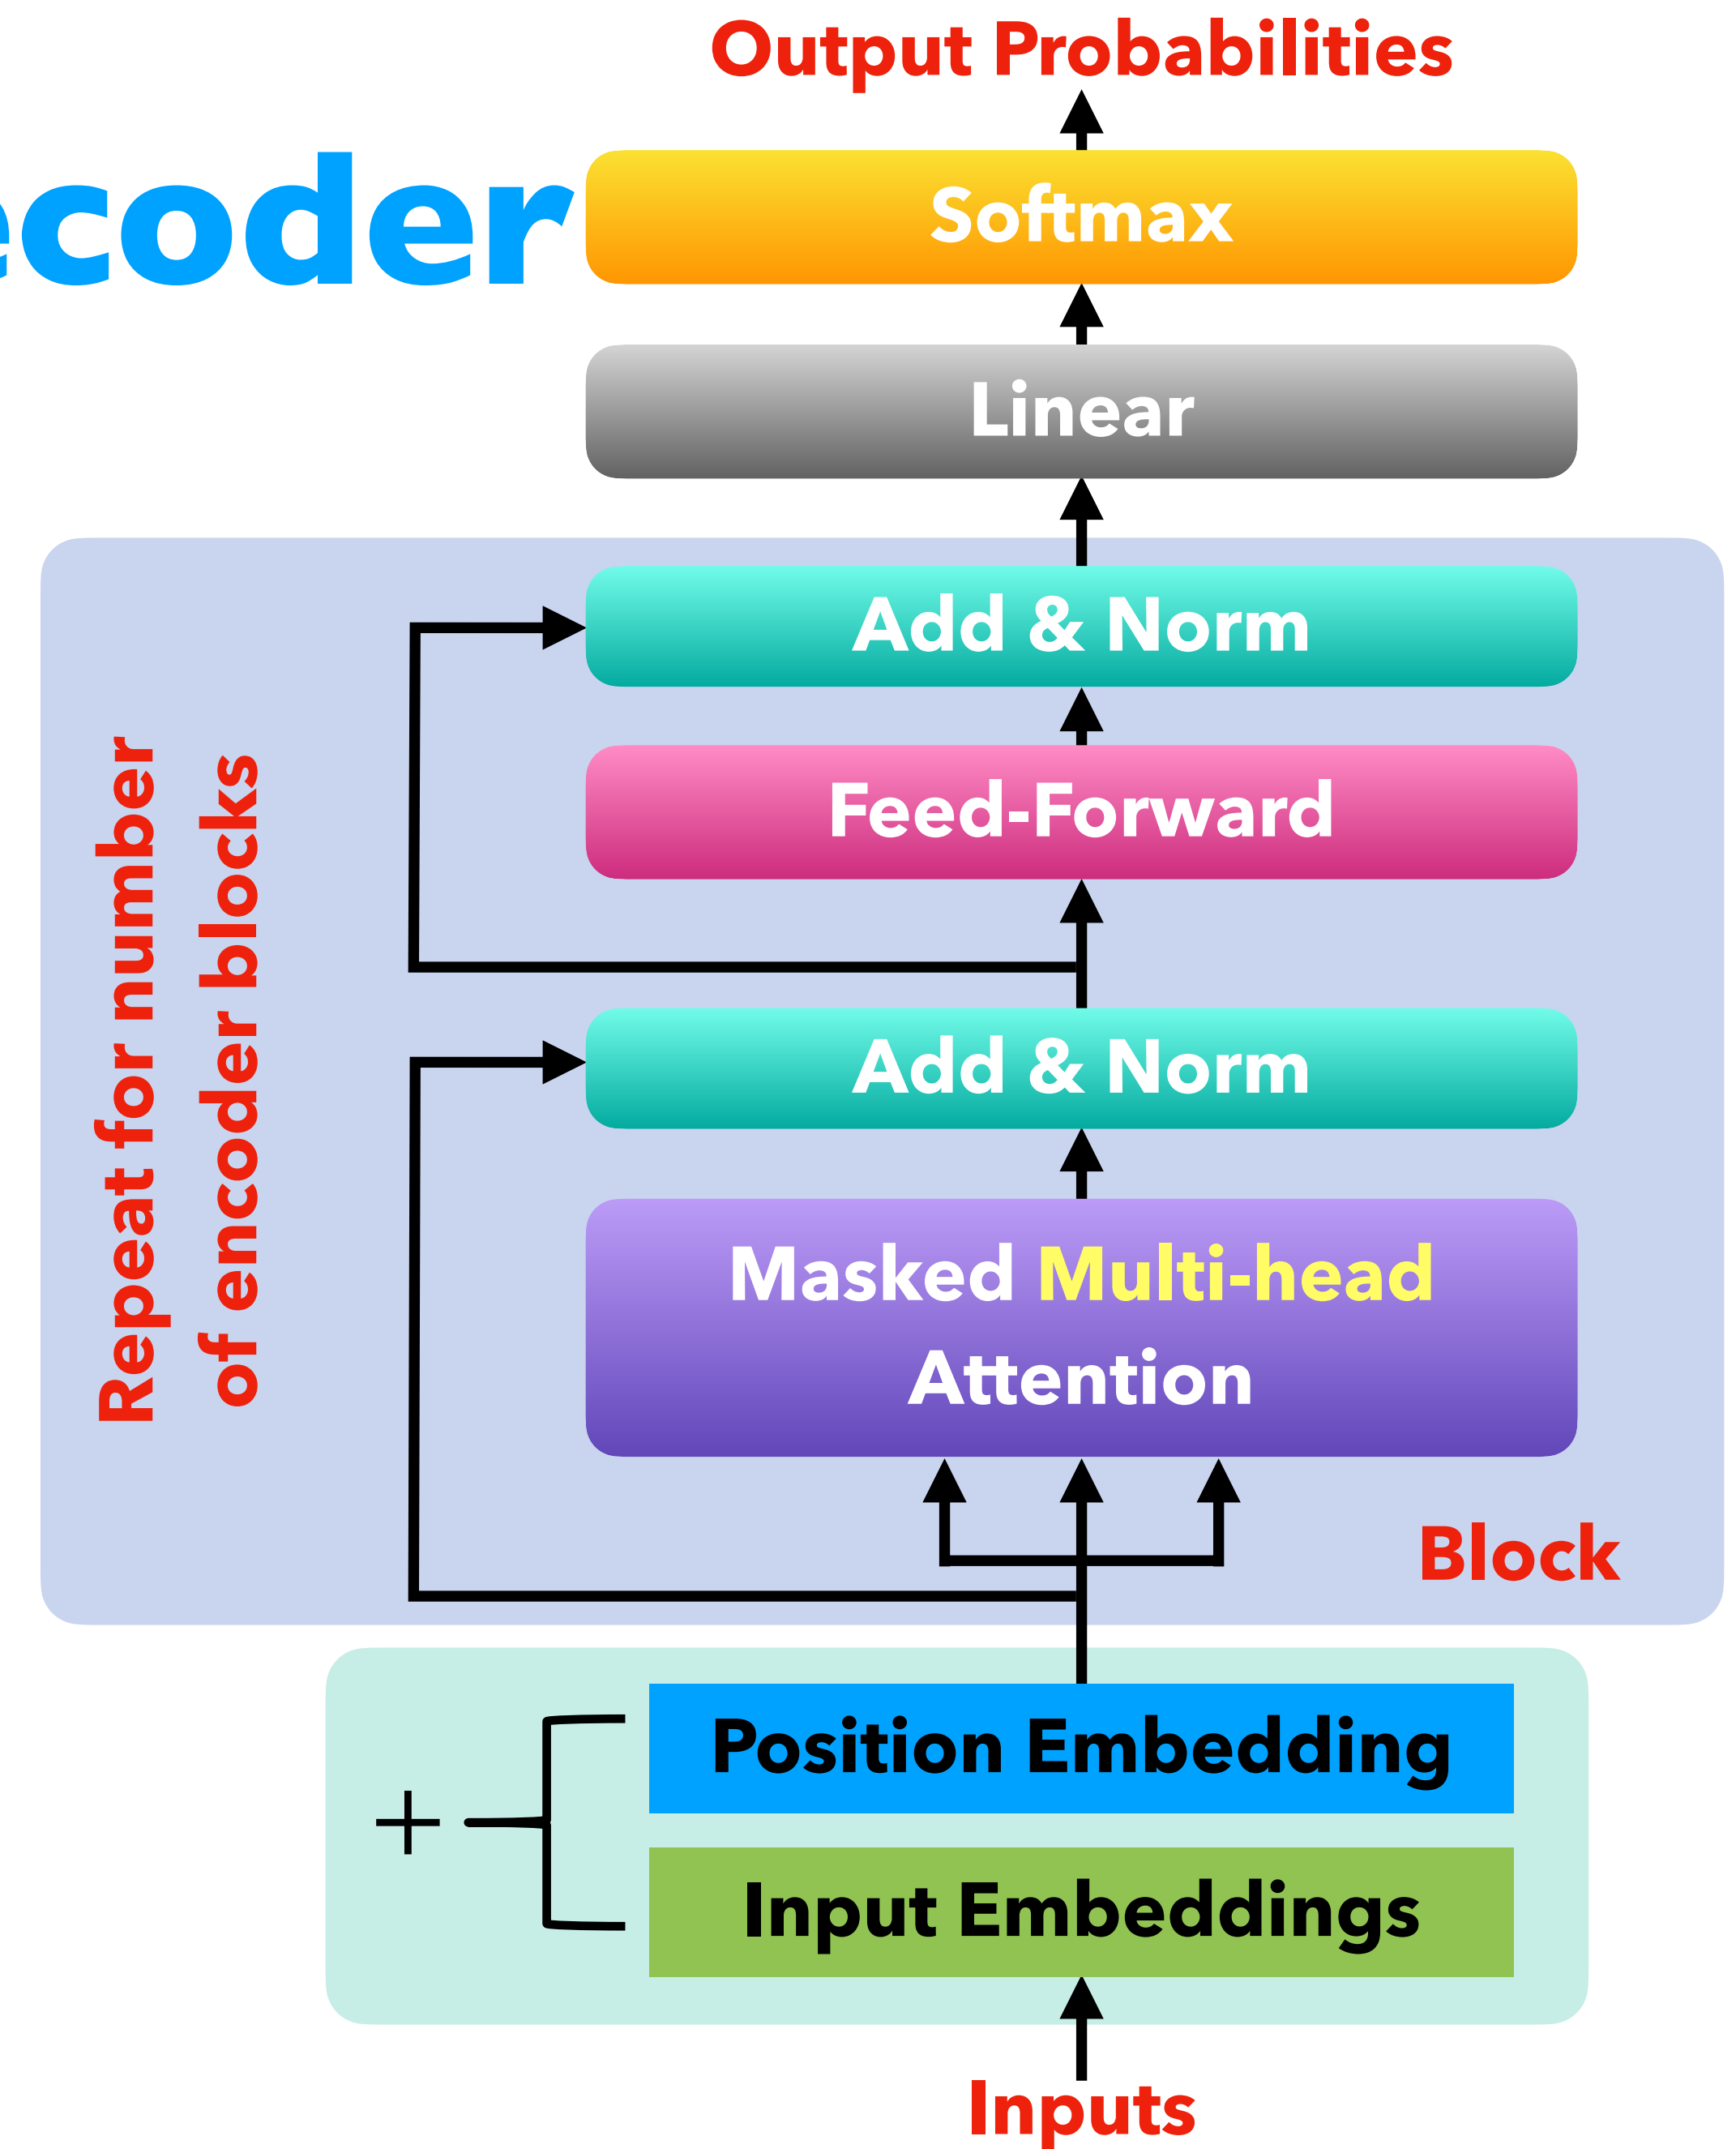 Output Probabilities
ecoder
Softmax
Linear
Add & Norm
Feed-Forward
Add & Norm
Masked Multi-head
Attention
Repeat for number
of encoder blocks
Block
Position Embedding
+
Input Embeddings
Inputs